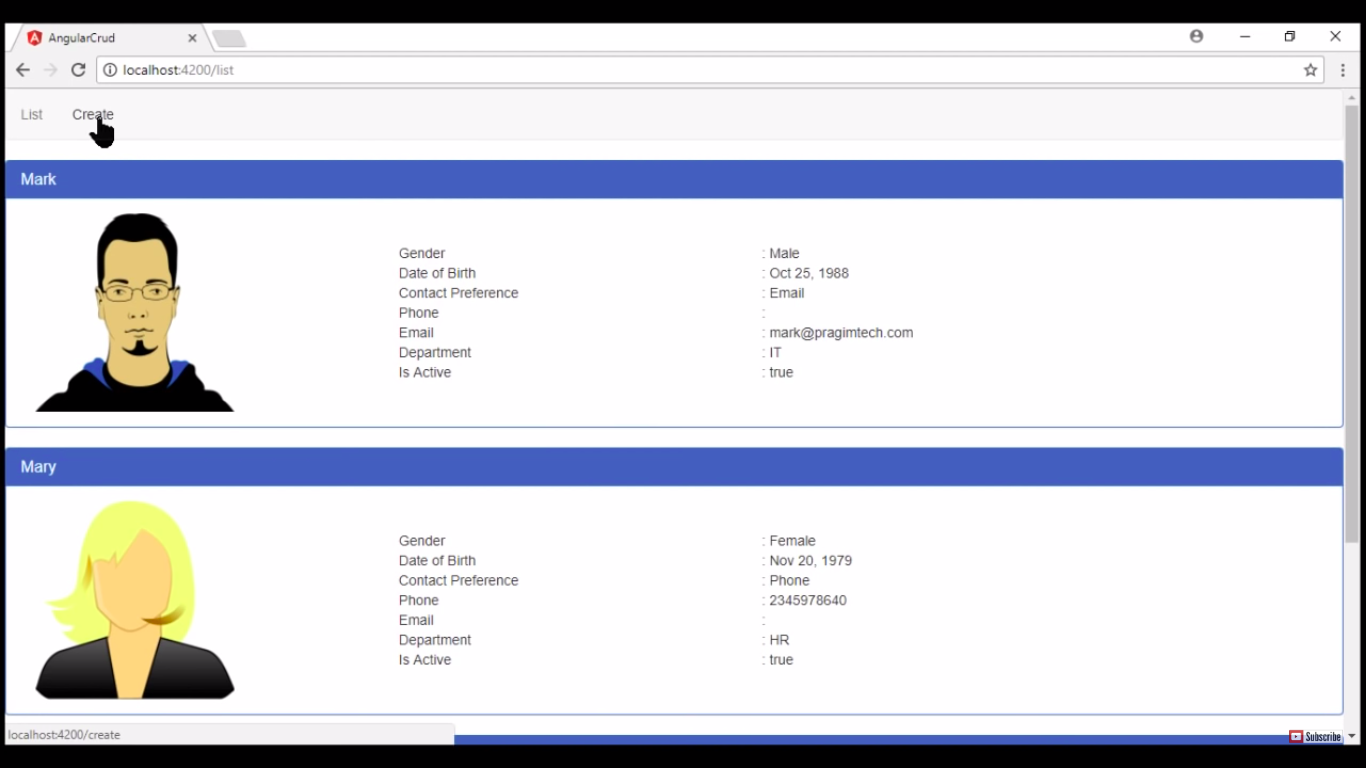 AngularCrud
localhost:4200/list
List Create
Mark
Gender : Male
Date of Birth : Oct 25, 1988
Contact Preference : Email
Phone :
Email : mark@pragimtech.com
Department : IT
Is Active : true
Mary
Gender : Female
Date of Birth : Nov 20, 1979
Contact Preference : Phone
Phone : 2345978640
Email :
Department : HR
Is Active : true
localhost:4200/create
Subscribe